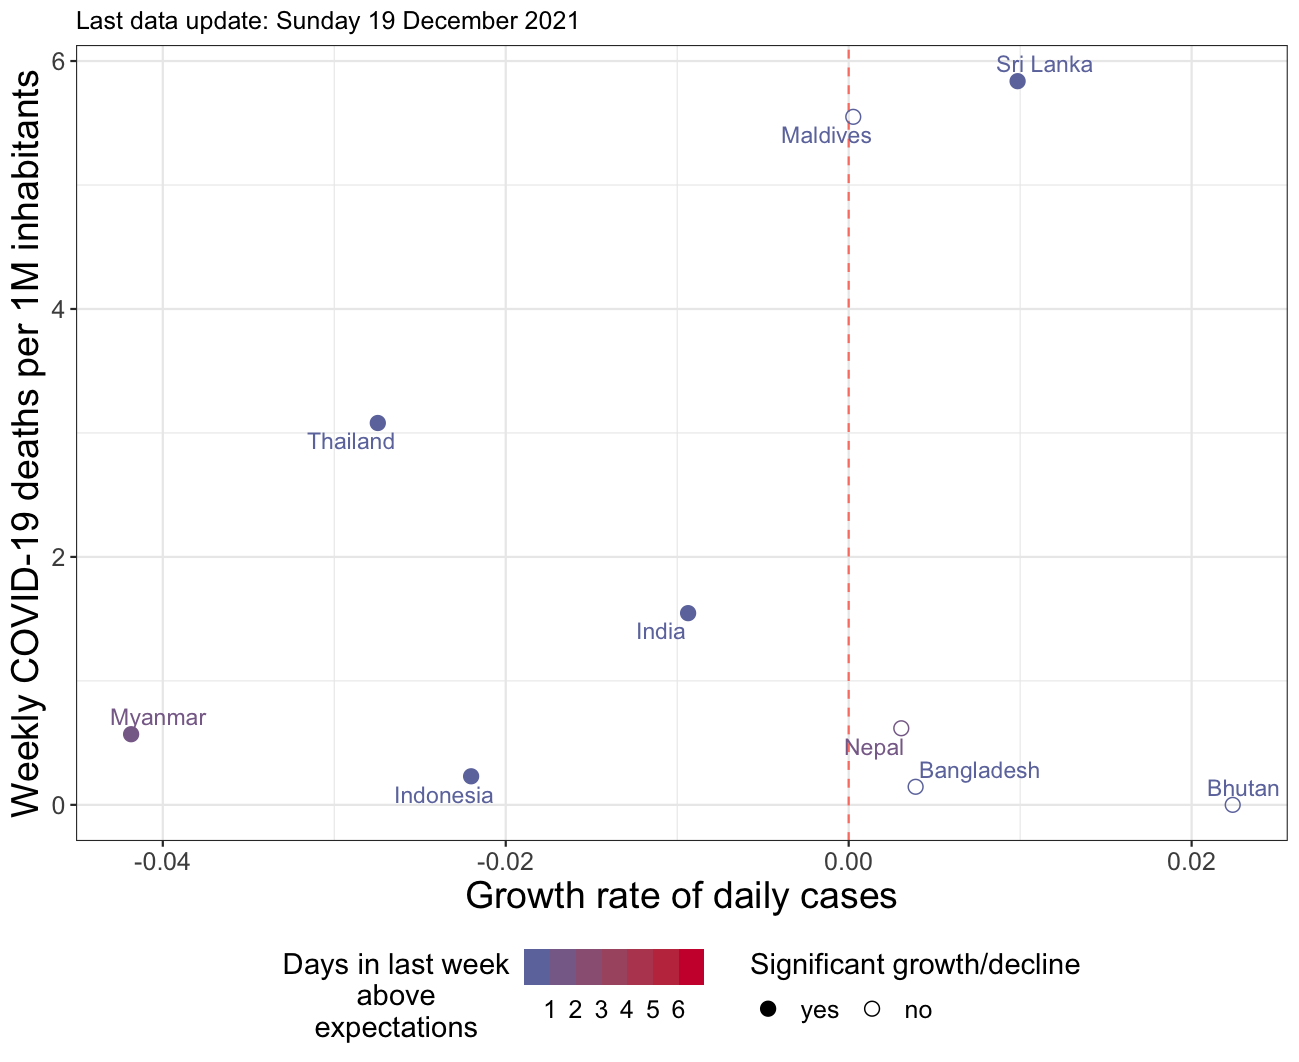 Last data update: Sunday 19 December 2021
Weekly COVID-19 deaths per 1M inhabitants
6
4
2
0
Sri Lanka
Maldives
Thailand
India
Myanmar
Nepal
Bangladesh
Indonesia
Bhutan
-0.04 -0.02 0.00 0.02
Growth rate of daily cases
Days in last week
above
expectations
1 2 3 4 5 6
Significant growth/decline
yes no